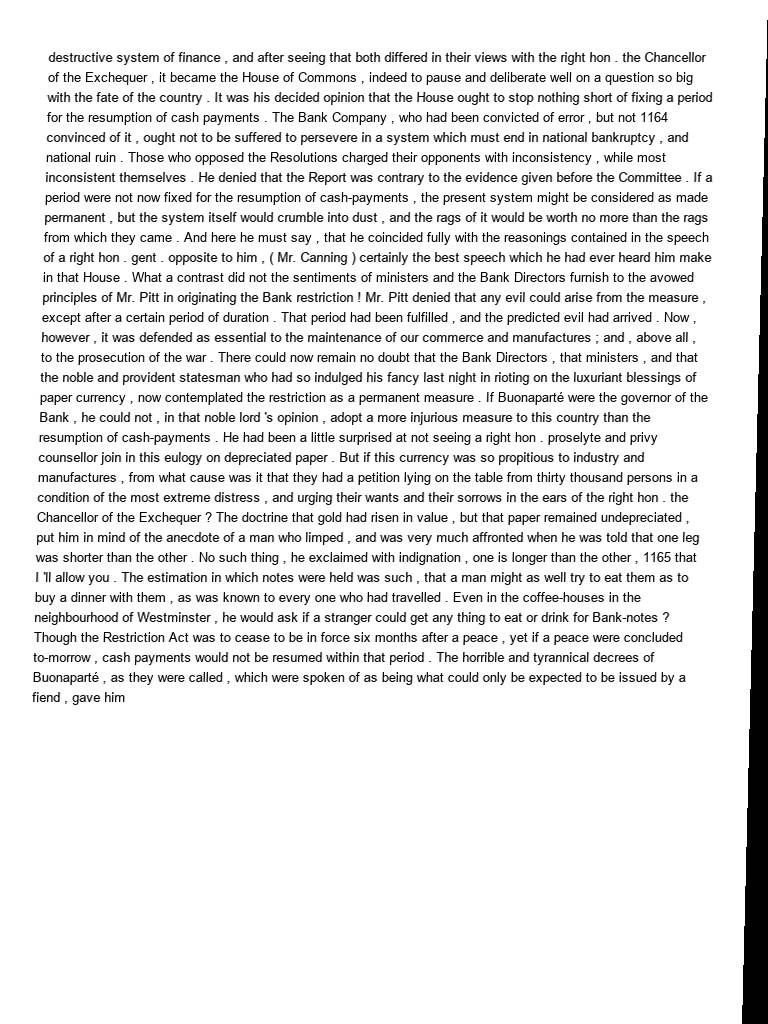 destructive system of finance , and after seeing that both differed in their views with the right hon . the Chancellor
of the Exchequer , it became the House of Commons , indeed to pause and deliberate well on a question so big
with the fate of the country . It was his decided opinion that the House ought to stop nothing short of fixing a period
for the resumption of cash payments . The Bank Company , who had been convicted of error , but not 1164
convinced of it , ought not to be suffered to persevere in a system which must end in national bankruptcy , and
national ruin . Those who opposed the Resolutions charged their opponents with inconsistency , while most
inconsistent themselves . He denied that the Report was contrary to the evidence given before the Committee . If a
period were not now fixed for the resumption of cash-payments , the present system might be considered as made
permanent , but the system itself would crumble into dust , and the rags of it would be worth no more than the rags
from which they came . And here he must say , that he coincided fully with the reasonings contained in the speech
of a right hon . gent . opposite to him , ( Mr. Canning ) certainly the best speech which he had ever heard him make
in that House . What a contrast did not the sentiments of ministers and the Bank Directors furnish to the avowed
principles of Mr. Pitt in originating the Bank restriction ! Mr. Pitt denied that any evil could arise from the measure ,
except after a certain period of duration . That period had been fulfilled , and the predicted evil had arrived . Now ,
however , it was defended as essential to the maintenance of our commerce and manufactures ; and , above all ,
to the prosecution of the war . There could now remain no doubt that the Bank Directors , that ministers , and that
the noble and provident statesman who had so indulged his fancy last night in rioting on the luxuriant blessings of
paper currency , now contemplated the restriction as a permanent measure . If Buonaparté were the governor of the
Bank , he could not , in that noble lord 's opinion , adopt a more injurious measure to this country than the
resumption of cash-payments . He had been a little surprised at not seeing a right hon . proselyte and privy
counsellor join in this eulogy on depreciated paper . But if this currency was so propitious to industry and
manufactures , from what cause was it that they had a petition lying on the table from thirty thousand persons in a
condition of the most extreme distress , and urging their wants and their sorrows in the ears of the right hon . the
Chancellor of the Exchequer ? The doctrine that gold had risen in value , but that paper remained undepreciated ,
put him in mind of the anecdote of a man who limped , and was very much affronted when he was told that one leg
was shorter than the other . No such thing , he exclaimed with indignation , one is longer than the other , 1165 that
I 'll allow you . The estimation in which notes were held was such , that a man might as well try to eat them as to
buy a dinner with them , as was known to every one who had travelled . Even in the coffee-houses in the
neighbourhood of Westminster , he would ask if a stranger could get any thing to eat or drink for Bank-notes ?
Though the Restriction Act was to cease to be in force six months after a peace , yet if a peace were concluded
to-morrow , cash payments would not be resumed within that period . The horrible and tyrannical decrees of
Buonaparté , as they were called , which were spoken of as being what could only be expected to be issued by a
fiend , gave him